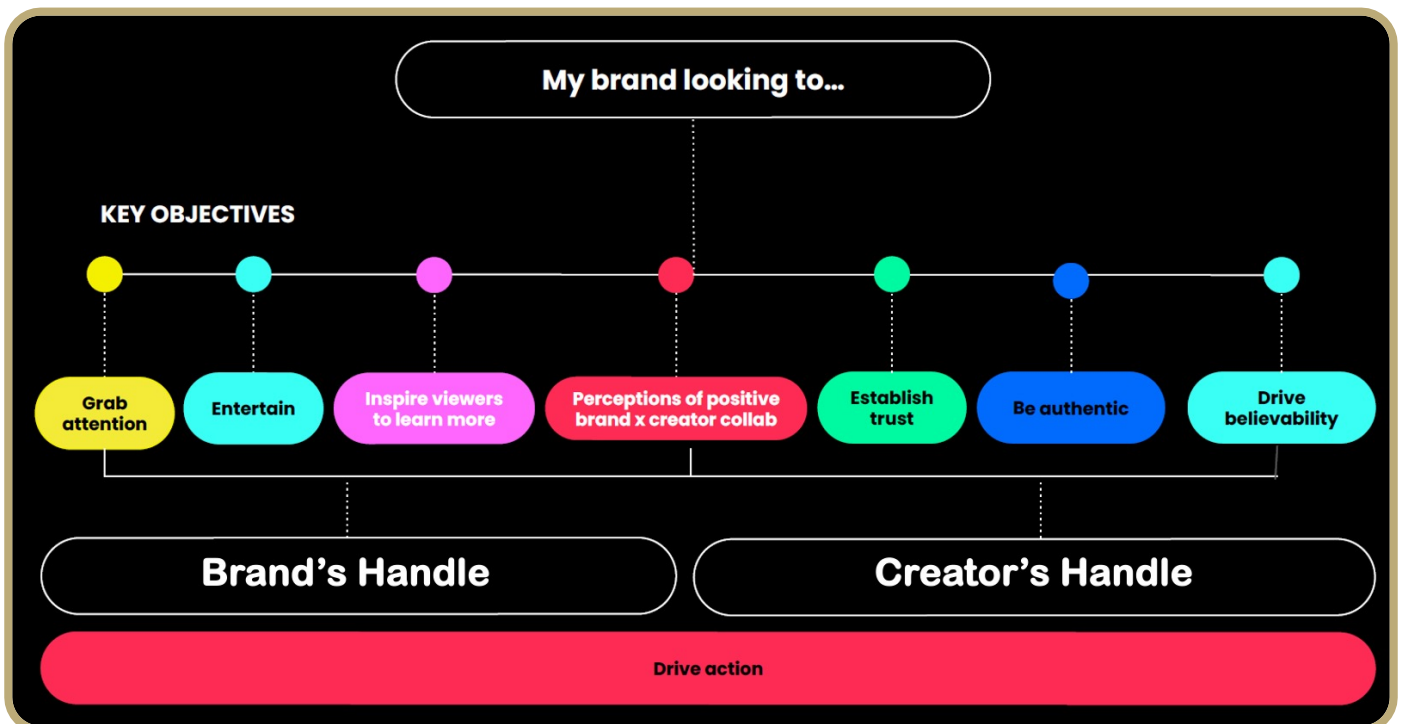 My brand looking to...
KEY OBJECTIVES
Grab
attention
Entertain
Inspire viewers
to learn more
Perceptions of positive
brand x creator collab
Establish
trust
Be authentic
Drive
believability
Brand’s Handle
Creator’s Handle
Drive action